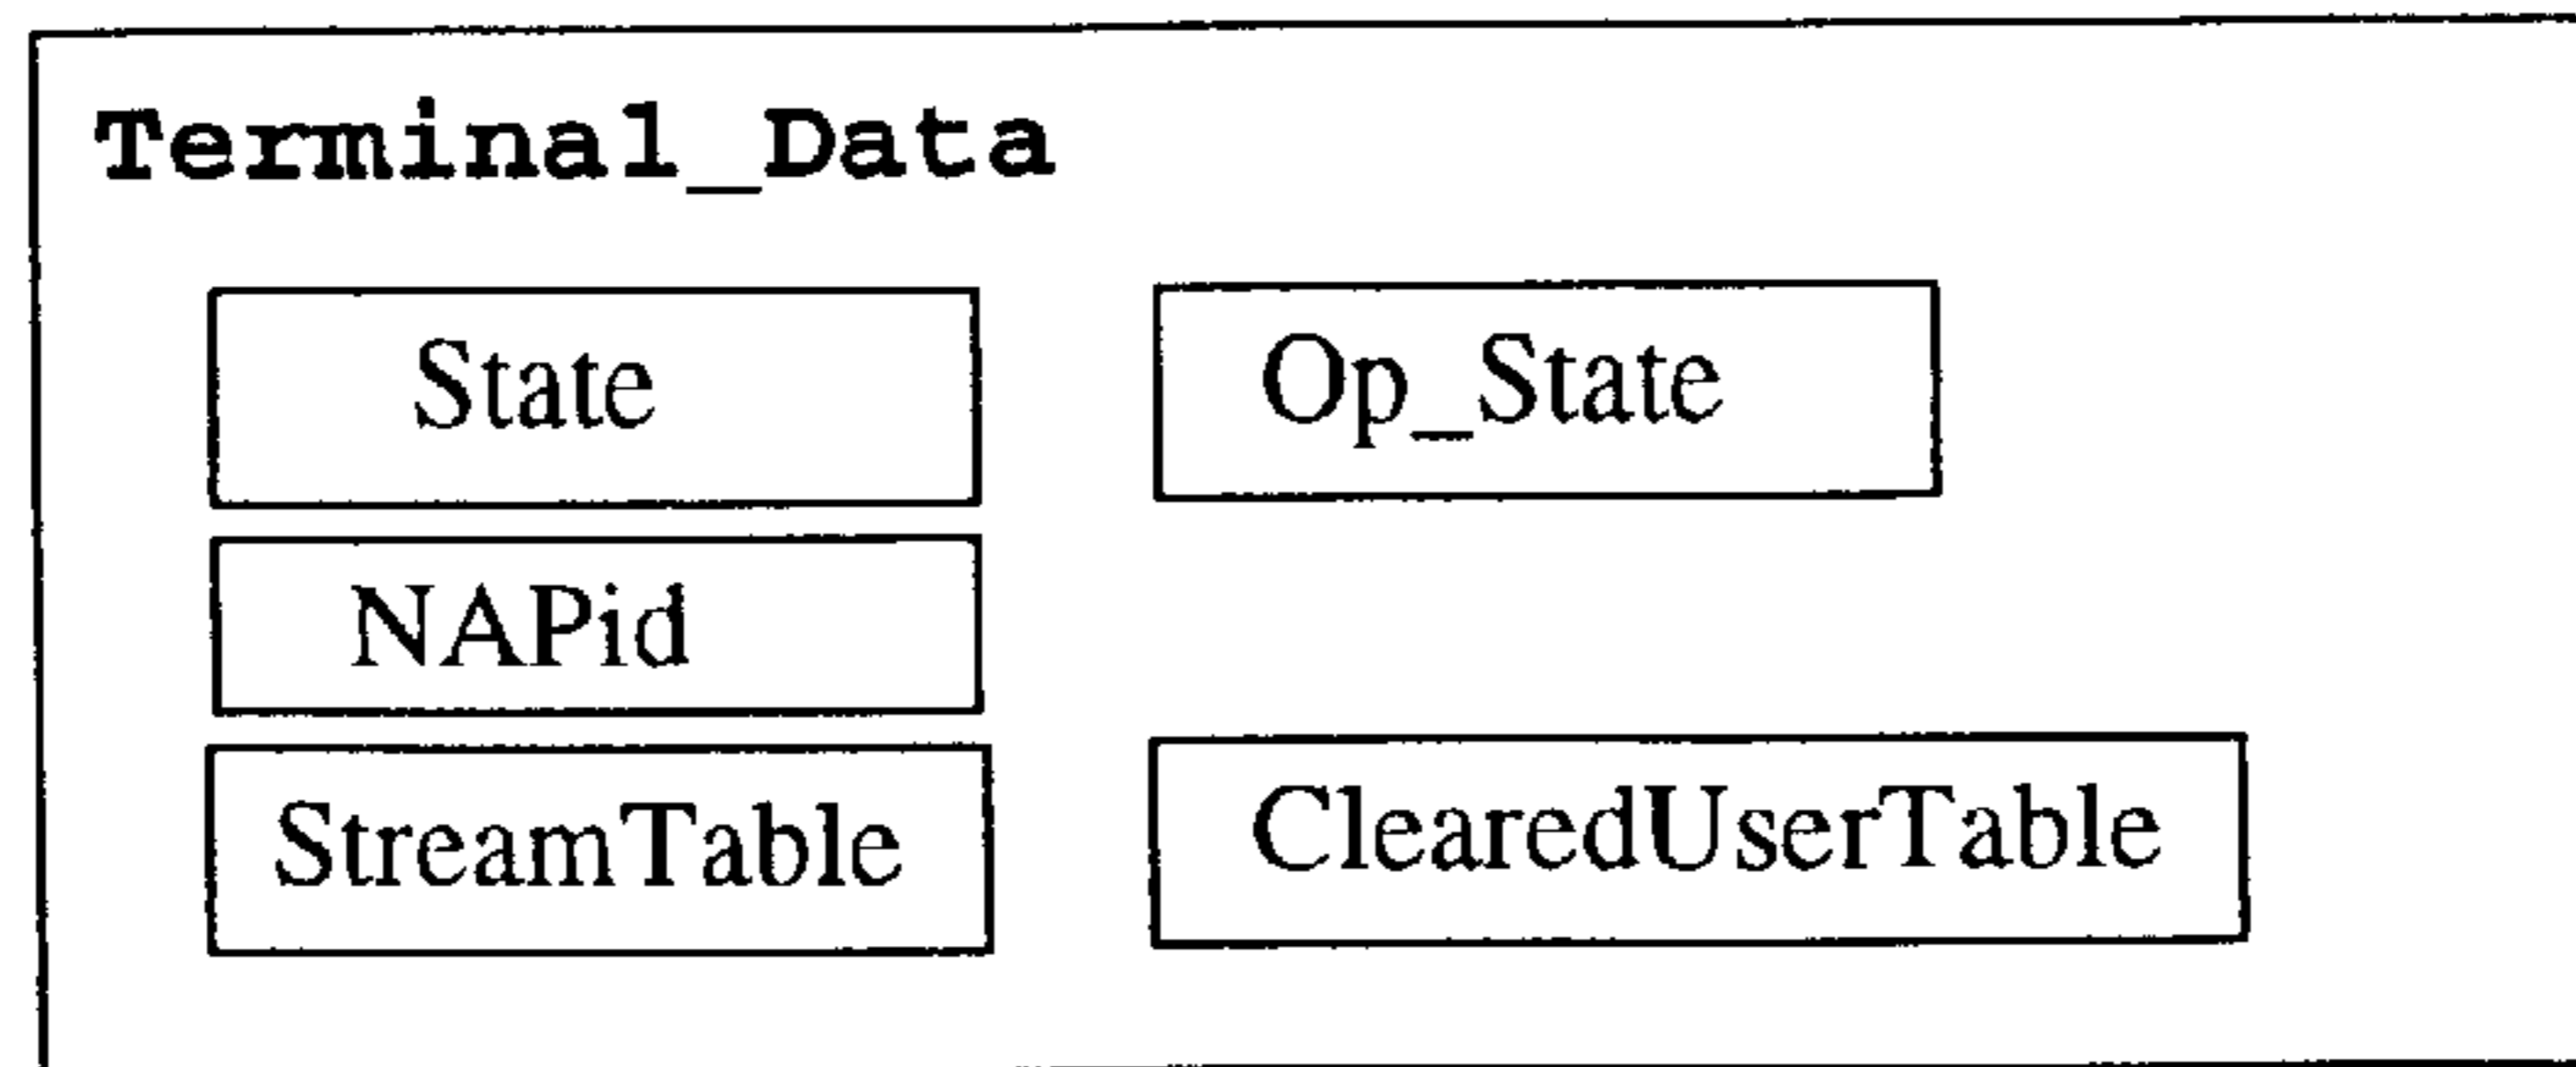 Terminal_Data
State
Op_State
NAPid
StreamTable
ClearedUserTable